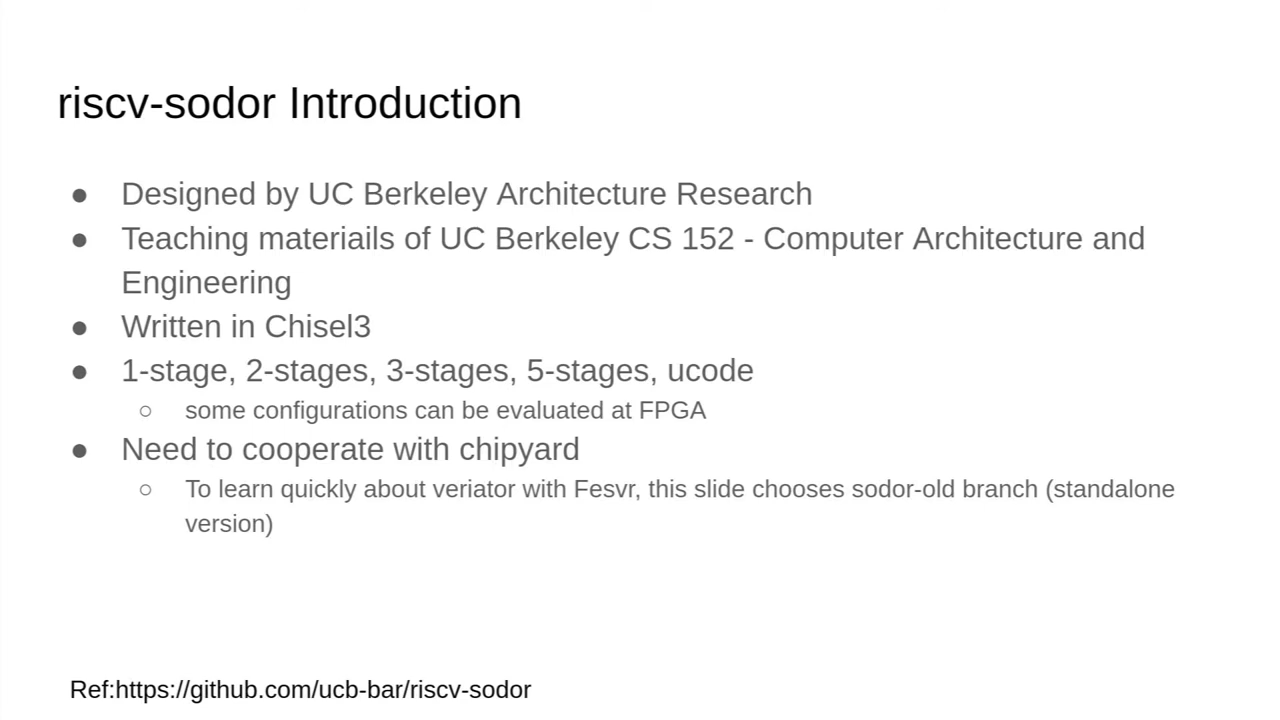 riscv-sodor Introduction
● Designed by UC Berkeley Architecture Research
● Teaching materiails of UC Berkeley CS 152 - Computer Architecture and
Engineering
● Written in Chisel3
● 1-stage, 2-stages, 3-stages, 5-stages, ucode
○ some configurations can be evaluated at FPGA
● Need to cooperate with chipyard
○ To learn quickly about veriator with Fesvr, this slide chooses sodor-old branch (standalone
version)
Ref:https://github.com/ucb-bar/riscv-sodor